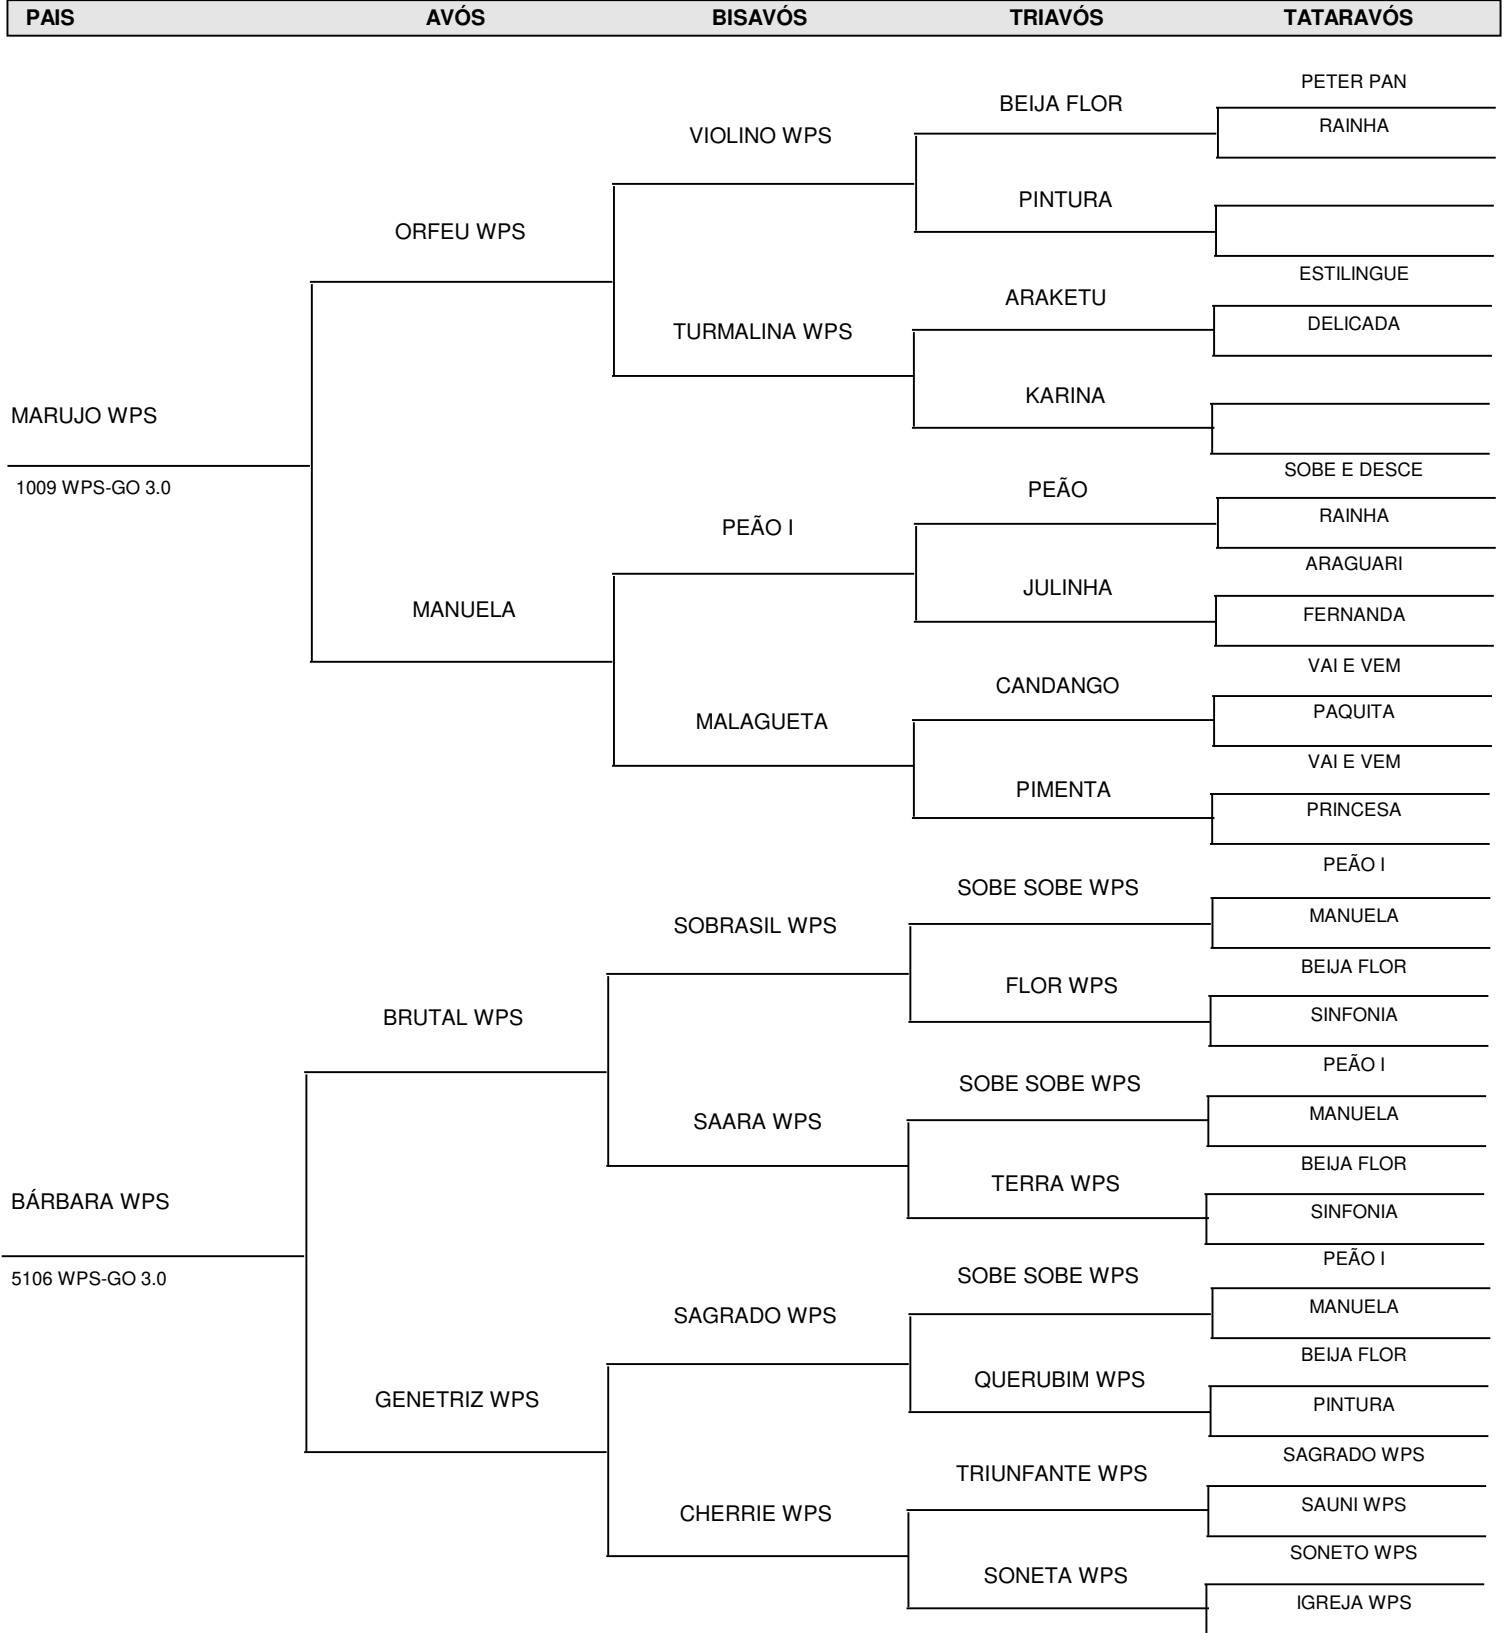 PAIS AVÓS BISAVÓS TRIAVÓS TATARAVÓS
PETER PAN
BEIJA FLOR
RAINHA
VIOLINO WPS
PINTURA
ORFEU WPS
ESTILINGUE
ARAKETU
DELICADA
TURMALINA WPS
KARINA
MARUJO WPS
SOBE E DESCE
1009 WPS-GO 3.0
PEÃO
RAINHA
PEÃO I
ARAGUARI
JULINHA
MANUELA
FERNANDA
VAI E VEM
CANDANGO
PAQUITA
MALAGUETA
VAI E VEM
PIMENTA
PRINCESA
PEÃO I
SOBE SOBE WPS
MANUELA
SOBRASIL WPS
BEIJA FLOR
FLOR WPS
SINFONIA
BRUTAL WPS
PEÃO I
SOBE SOBE WPS
MANUELA
SAARA WPS
BEIJA FLOR
TERRA WPS
BÁRBARA WPS
SINFONIA
PEÃO I
5106 WPS-GO 3.0
SOBE SOBE WPS
MANUELA
SAGRADO WPS
BEIJA FLOR
QUERUBIM WPS
GENETRIZ WPS
PINTURA
SAGRADO WPS
TRIUNFANTE WPS
SAUNI WPS
CHERRIE WPS
SONETO WPS
SONETA WPS
IGREJA WPS